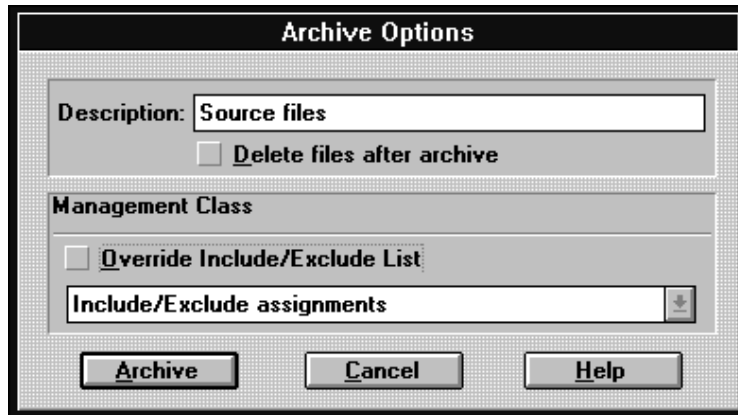 Archive Options
Description: Source files
Delete files after archive
Management Class
Override Include/Exclude List
Include/Exclude assignments
Archive Cancel Help